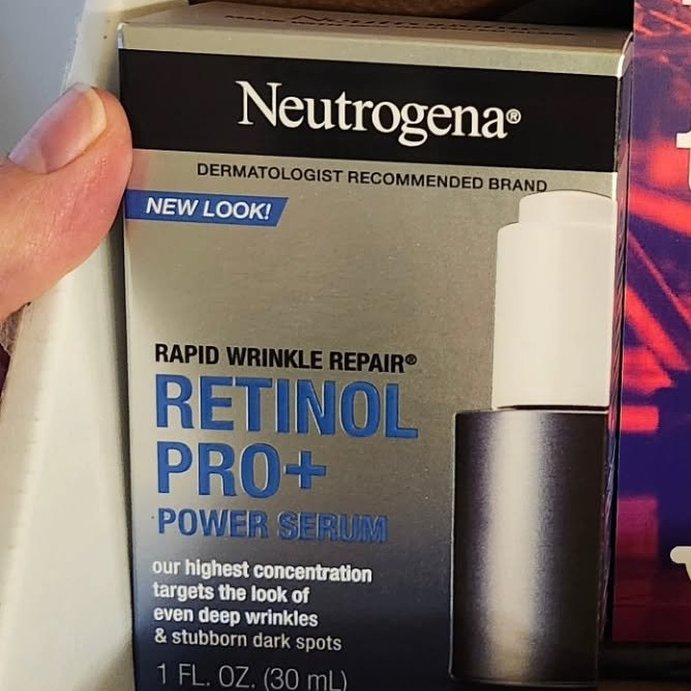 Neutrogena®
DERMATOLOGIST RECOMMENDED BRAND
NEW LOOK!
RAPID WRINKLE REPAIR®
RETINOL
PRO+
POWER SERUM
our highest concentration
targets the look of
even deep wrinkles
& stubborn dark spots
1 FL. OZ. (30 mL)